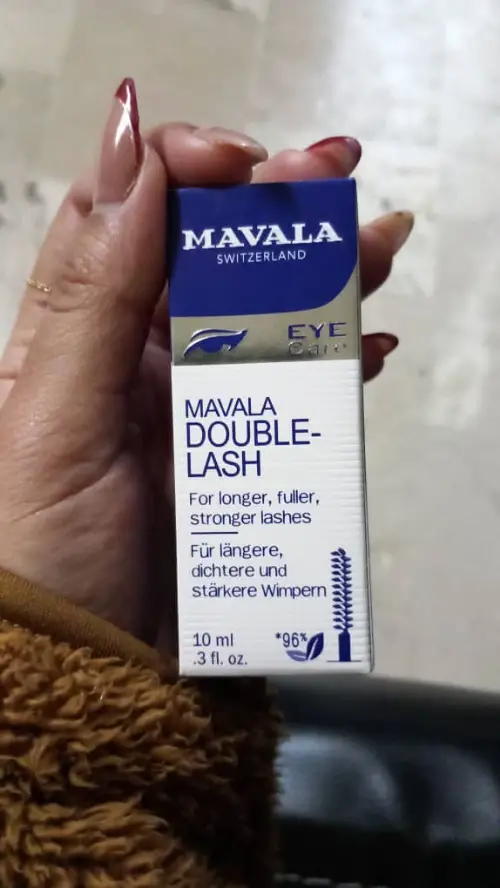 MAVALA
SWITZERLAND
EYE
Care
MAVALA
DOUBLE-
LASH
For longer, fuller,
stronger lashes
Für längere,
dichtere und
stärkere Wimpern
10 ml
.3 fl. oz.
*96%